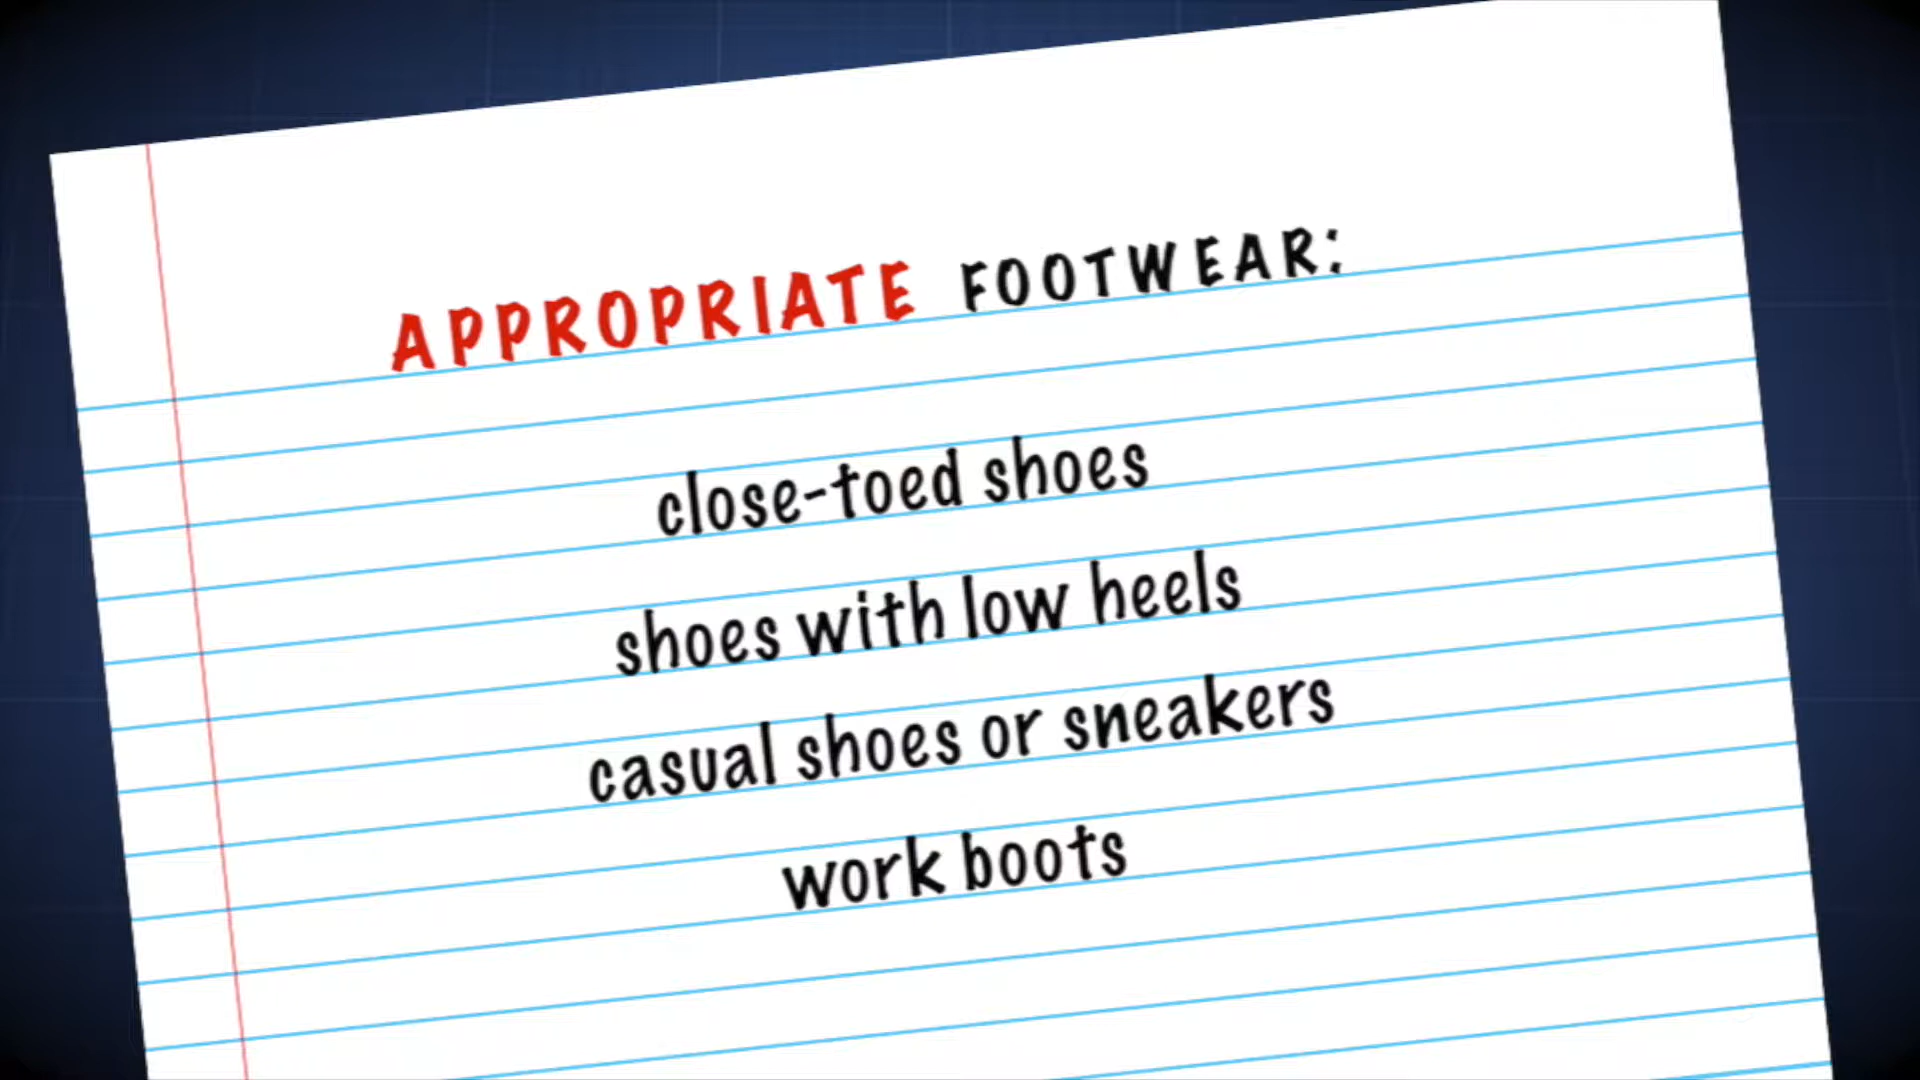 APPROPRIATE FOOTWEAR:
close-toed shoes
shoes with low heels
casual shoes or sneakers
work boots